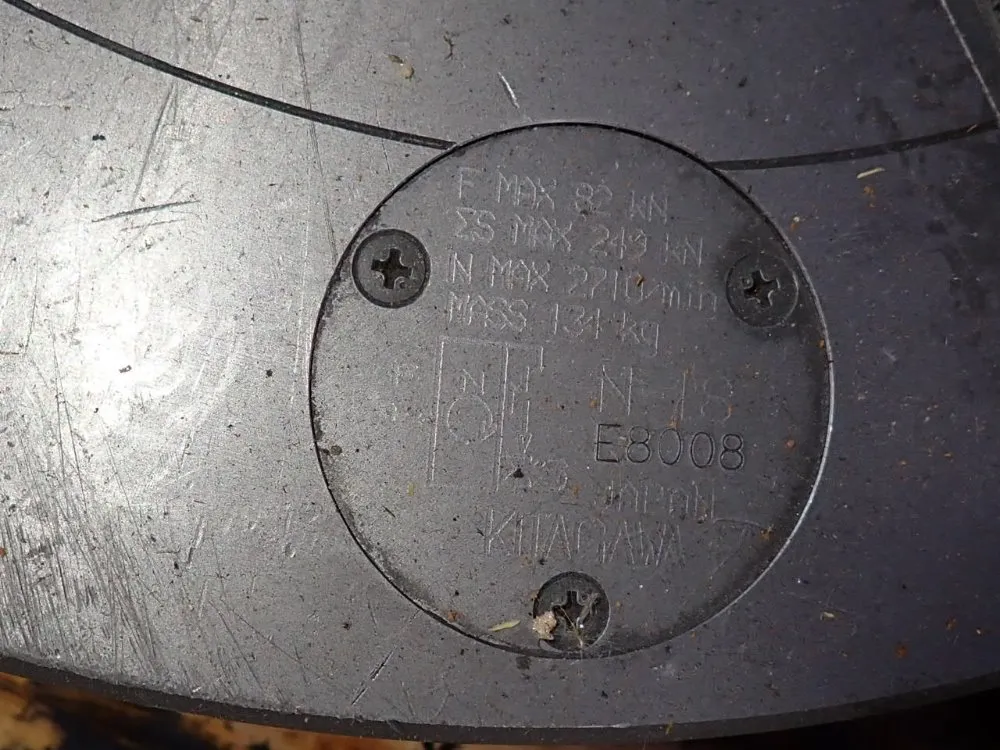 F MAX 82 kN
ΣS MAX 249 kN
N MAX 2710/min
MASS 134 kg
N-18
E8008
JAPAN
KITAGAWA